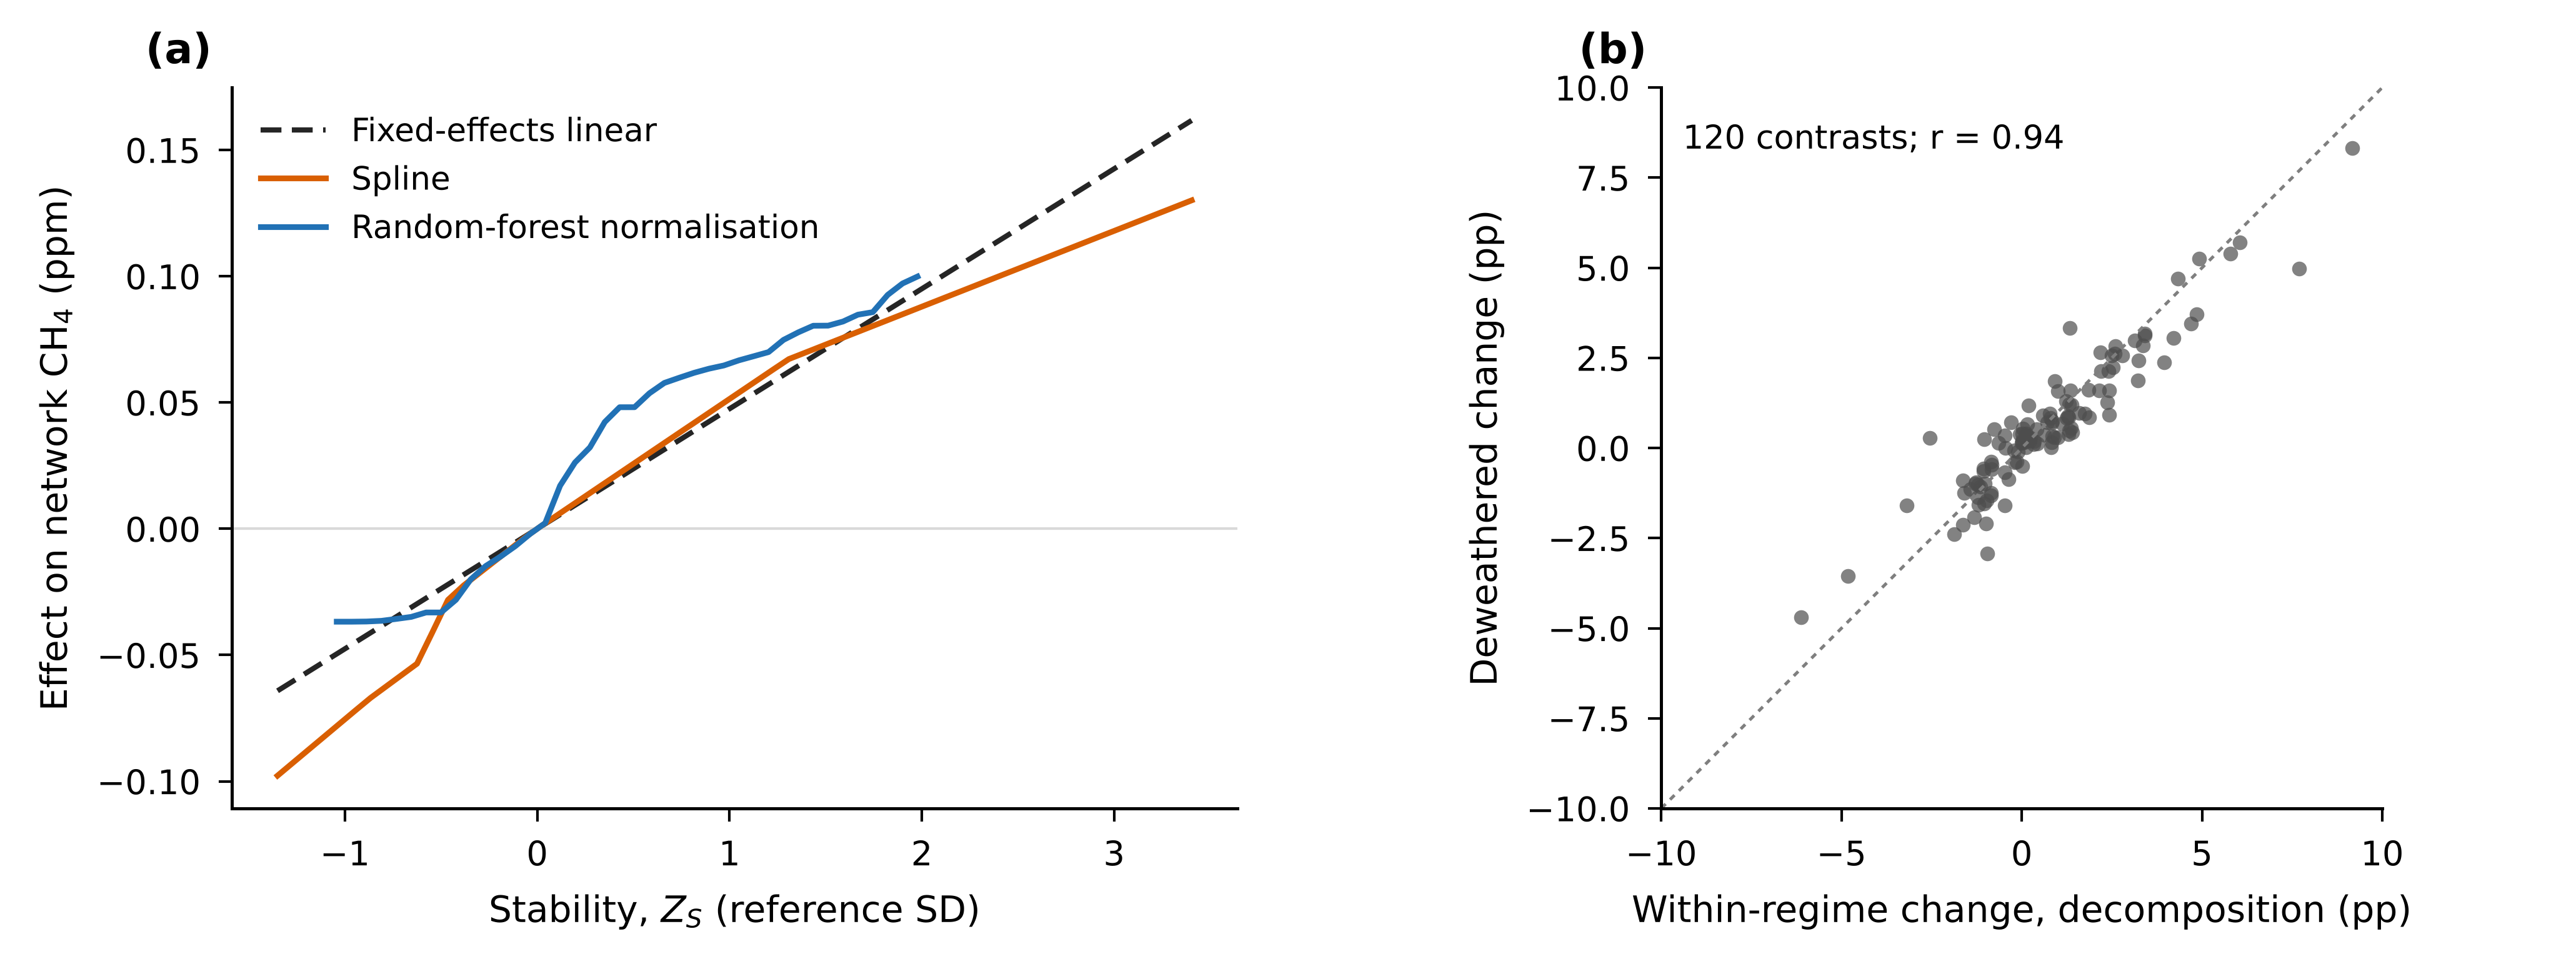 (a)
Effect on network CH₄ (ppm)
0.15
0.10
0.05
0.00
−0.05
−0.10
Fixed-effects linear
Spline
Random-forest normalisation
−1 0 1 2 3
Stability, Z_S (reference SD)
(b)
Deweathered change (pp)
10.0
7.5
5.0
2.5
0.0
−2.5
−5.0
−7.5
−10.0
120 contrasts; r = 0.94
−10 −5 0 5 10
Within-regime change, decomposition (pp)